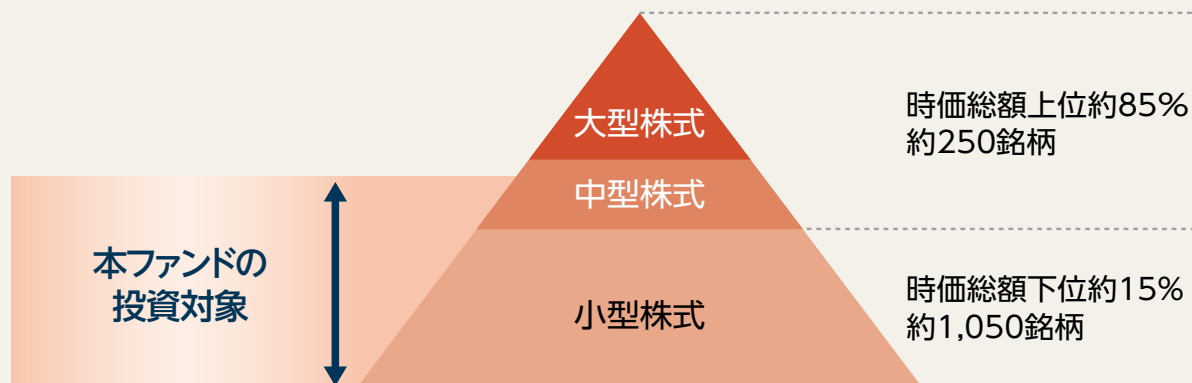 大型株式
時価総額上位約85%
約250銘柄
中型株式
本ファンドの
投資対象
小型株式
時価総額下位約15%
約1,050銘柄